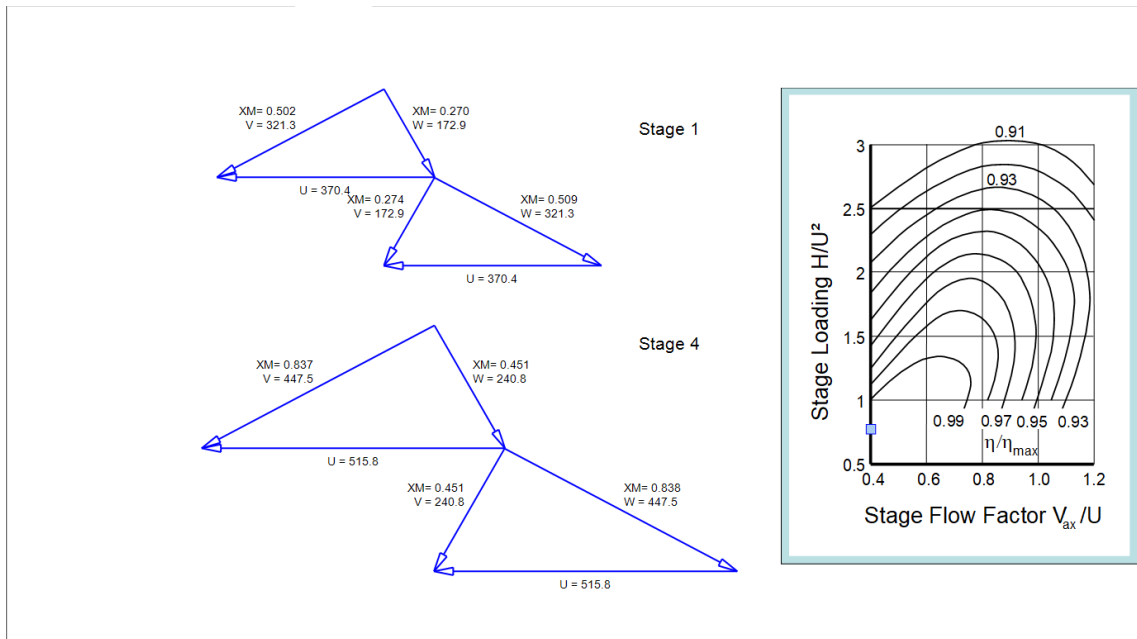 XM= 0.502
V = 321.3
XM= 0.270
W = 172.9
Stage 1
U = 370.4
XM= 0.274
V = 172.9
XM= 0.509
W = 321.3
U = 370.4
Stage 4
XM= 0.837
V = 447.5
XM= 0.451
W = 240.8
U = 515.8
XM= 0.451
V = 240.8
XM= 0.838
W = 447.5
U = 515.8
Stage Loading H/U²
3
2.5
2
1.5
1
0.5
0.91
0.93
0.99
0.97
0.95
0.93
η/ηmax
0.4
0.6
0.8
1.0
1.2
Stage Flow Factor Vax/U